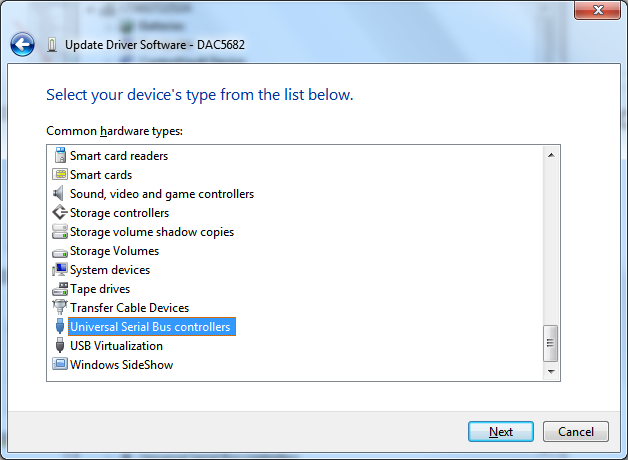 Update Driver Software - DAC5682
Select your device's type from the list below.
Common hardware types:
Smart card readers
Smart cards
Sound, video and game controllers
Storage controllers
Storage volume shadow copies
Storage Volumes
System devices
Tape drives
Transfer Cable Devices
Universal Serial Bus controllers
USB Virtualization
Windows SideShow
Next
Cancel